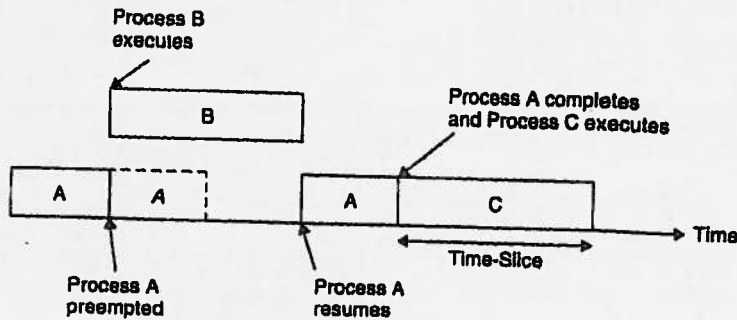 Process B
executes
B
Process A completes
and Process C executes
A
A
A
C
Time
Time-Slice
Process A
preempted
Process A
resumes